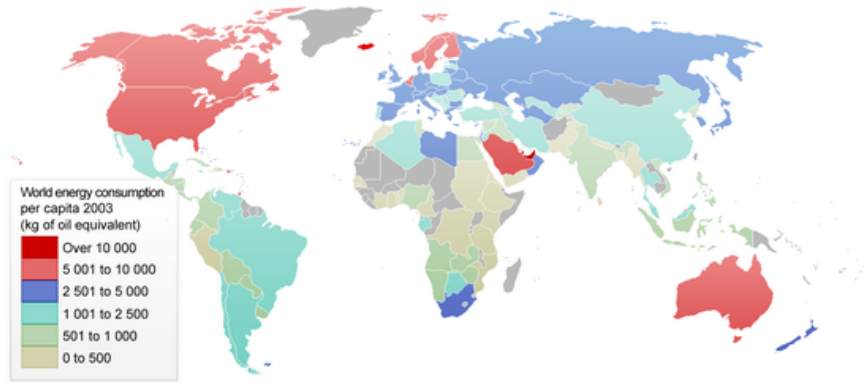 World energy consumption
per capita 2003
(kg of oil equivalent)
Over 10 000
5 001 to 10 000
2 501 to 5 000
1 001 to 2 500
501 to 1 000
0 to 500